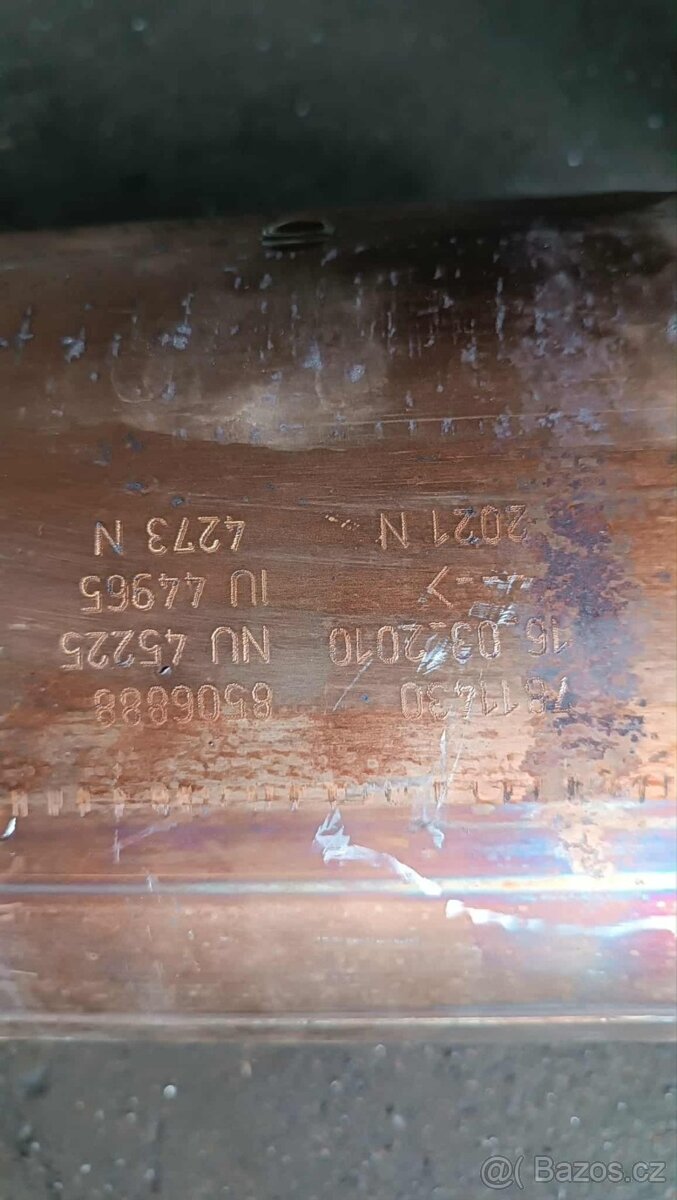 7811430 8506888
16.03.2010 NU 45225
---> IU 44965
2021 N 4273 N
@( Bazos.cz